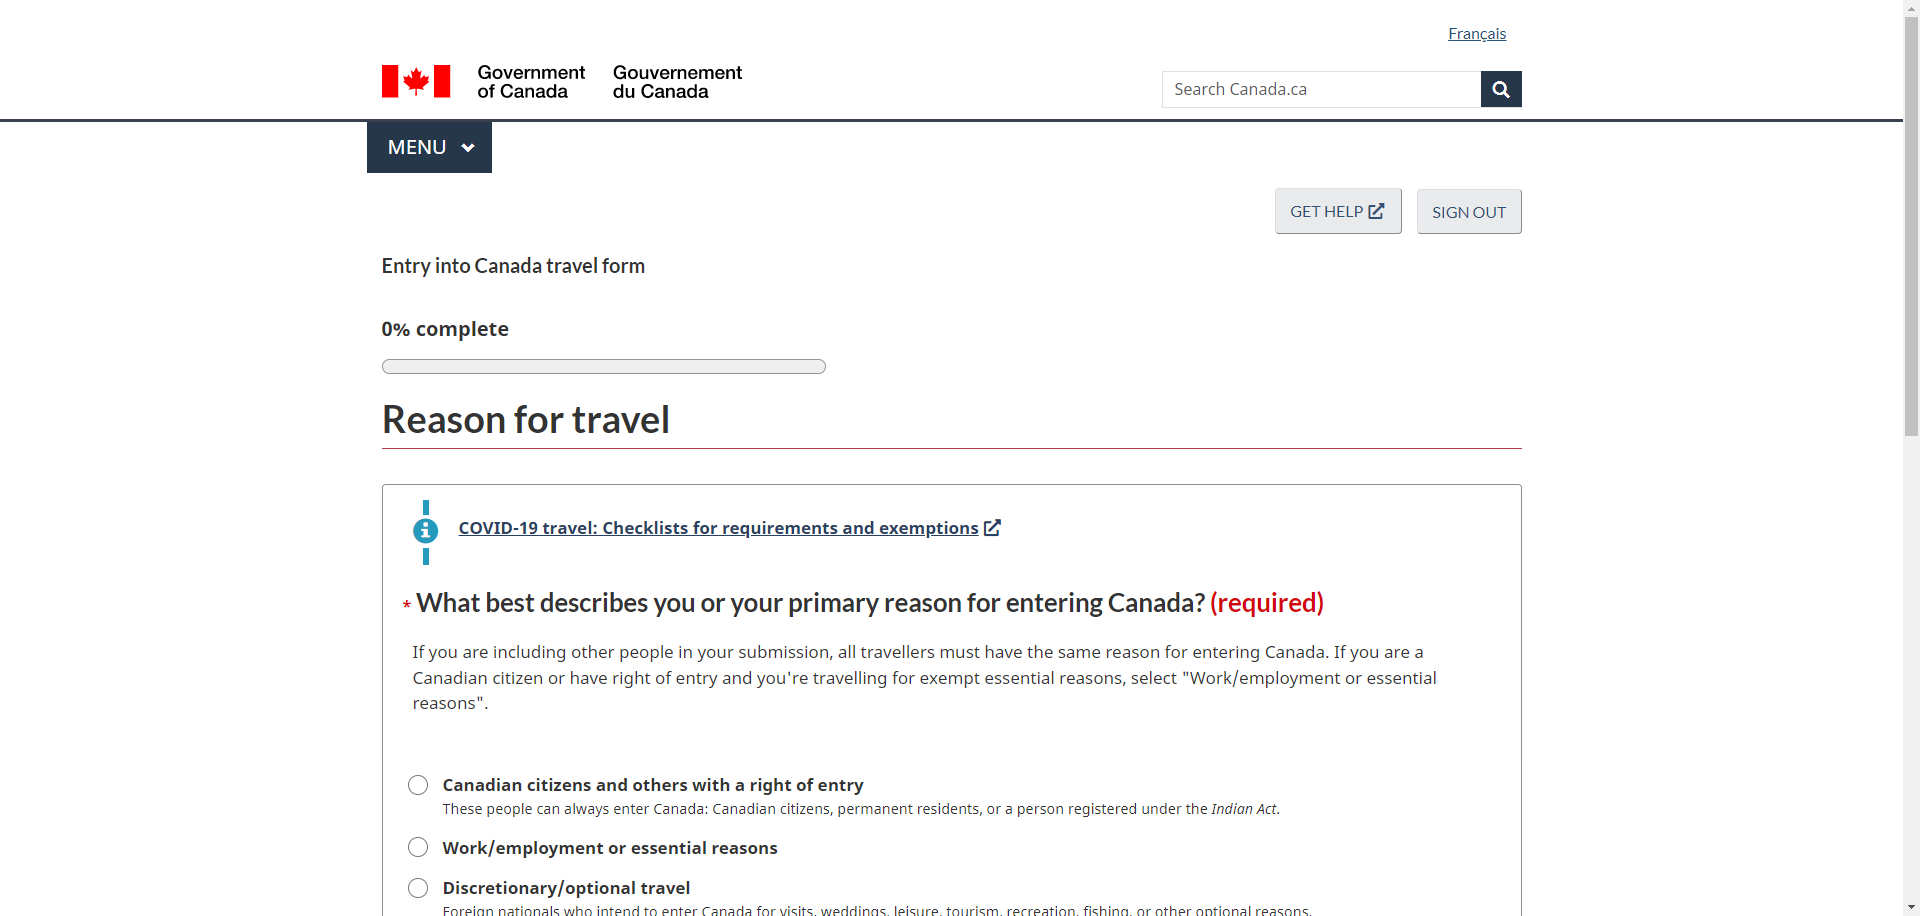 Français
Government of Canada
Gouvernement du Canada
Search Canada.ca
MENU
GET HELP
SIGN OUT
Entry into Canada travel form
0% complete
Reason for travel
COVID-19 travel: Checklists for requirements and exemptions
* What best describes you or your primary reason for entering Canada? (required)
If you are including other people in your submission, all travellers must have the same reason for entering Canada. If you are a
Canadian citizen or have right of entry and you're travelling for exempt essential reasons, select "Work/employment or essential
reasons".
Canadian citizens and others with a right of entry
These people can always enter Canada: Canadian citizens, permanent residents, or a person registered under the Indian Act.
Work/employment or essential reasons
Discretionary/optional travel
Foreign nationals who intend to enter Canada for visits, weddings, leisure, tourism, recreation, fishing, or other optional reasons.